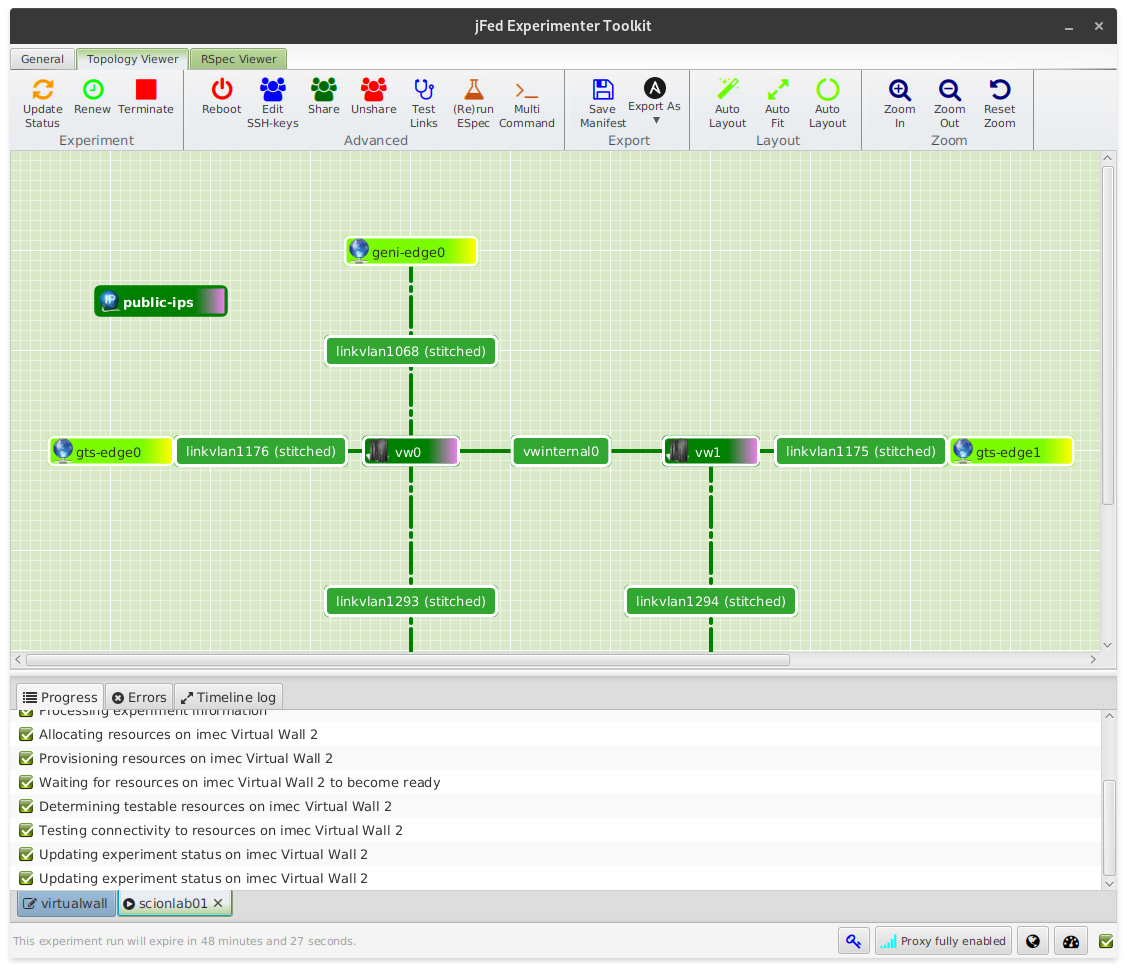 jFed Experimenter Toolkit
General Topology Viewer RSpec Viewer
Update Status Renew Terminate
Experiment
Reboot Edit SSH-keys Share Unshare Test Links (Re)run ESpec Multi Command
Advanced
Save Manifest Export As
Export
Auto Layout Auto Fit Auto Layout
Layout
Zoom In Zoom Out Reset Zoom
Zoom
geni-edge0
IP public-ips
linkvlan1068 (stitched)
gts-edge0 linkvlan1176 (stitched) vw0 vwinternal0 vw1 linkvlan1175 (stitched) gts-edge1
linkvlan1293 (stitched) linkvlan1294 (stitched)
Progress Errors Timeline log
Processing experiment information
Allocating resources on imec Virtual Wall 2
Provisioning resources on imec Virtual Wall 2
Waiting for resources on imec Virtual Wall 2 to become ready
Determining testable resources on imec Virtual Wall 2
Testing connectivity to resources on imec Virtual Wall 2
Updating experiment status on imec Virtual Wall 2
Updating experiment status on imec Virtual Wall 2
virtualwall scionlab01
This experiment run will expire in 48 minutes and 27 seconds. Proxy fully enabled